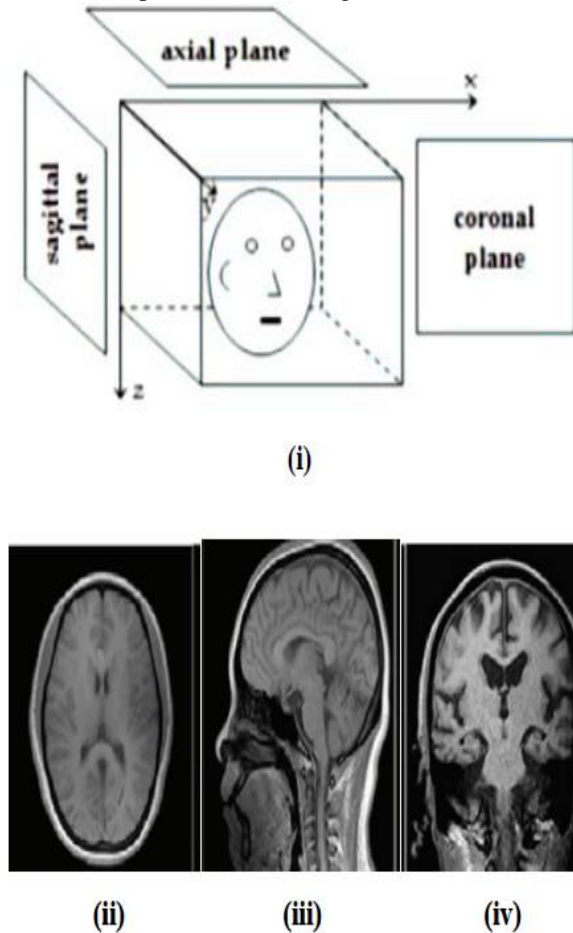 axial plane
x
sagittal
plane
coronal
plane
z
(i)
(ii)
(iii)
(iv)